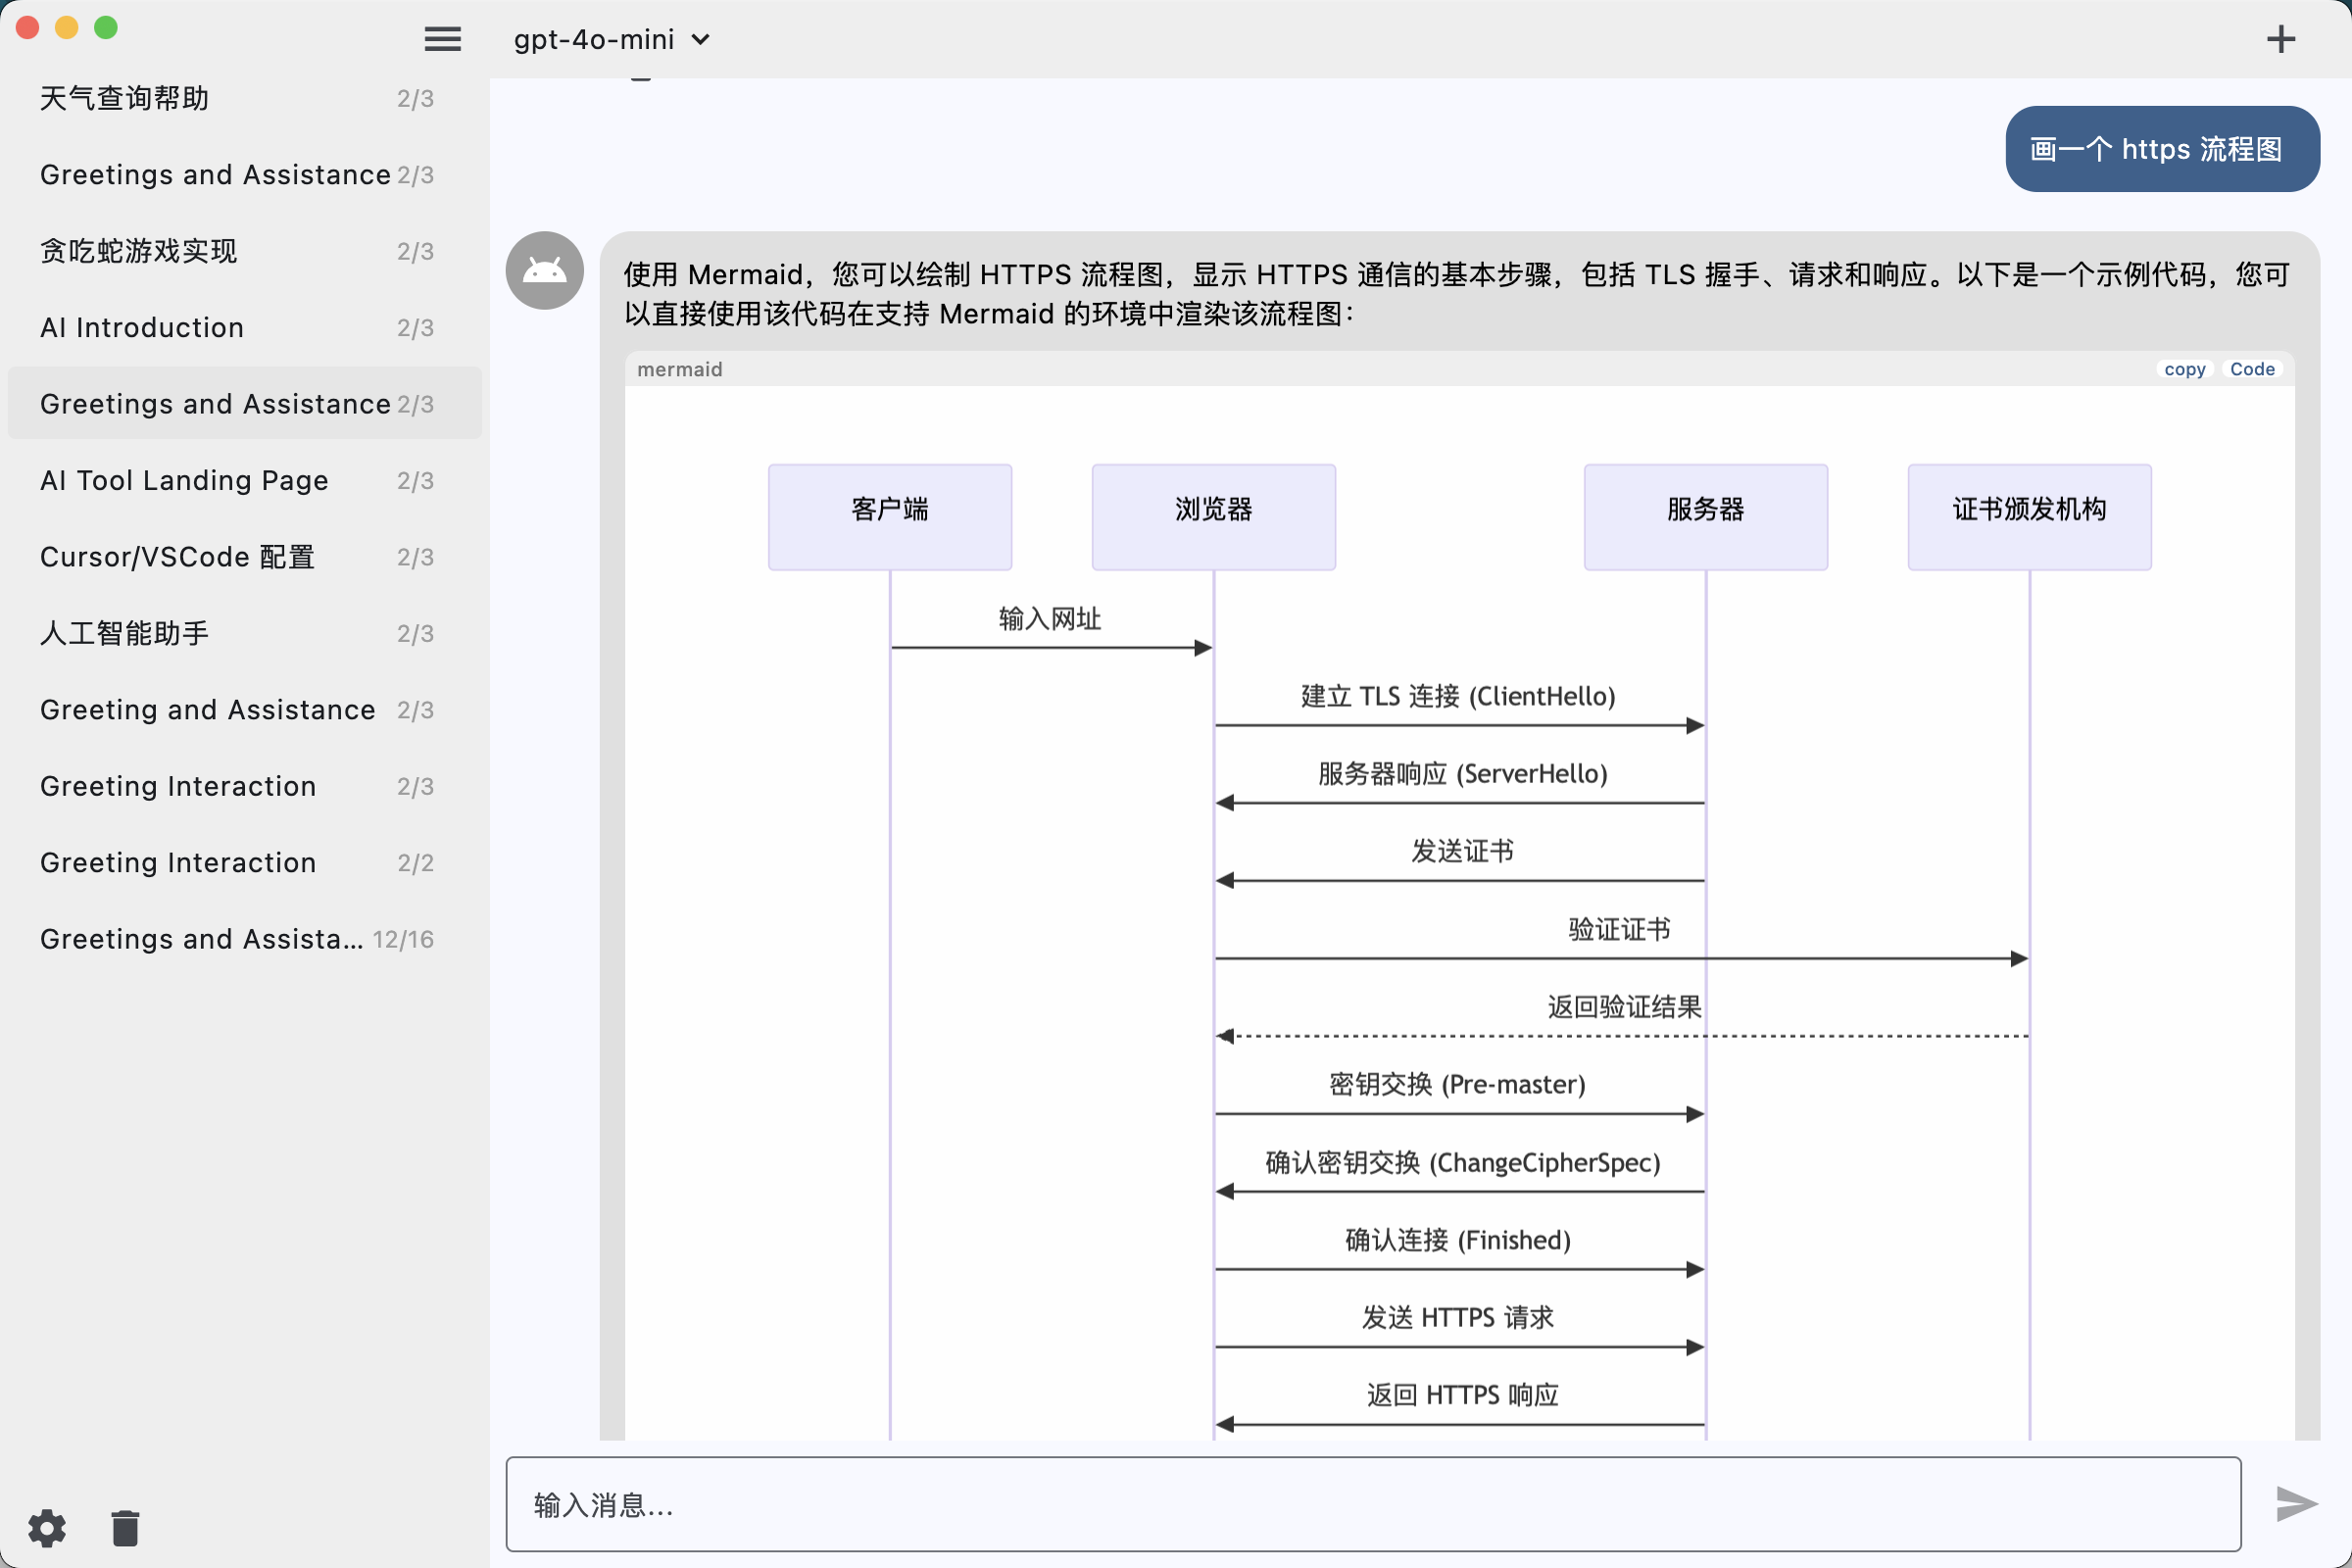 gpt-4o-mini
天气查询帮助 2/3
Greetings and Assistance 2/3
贪吃蛇游戏实现 2/3
AI Introduction 2/3
Greetings and Assistance 2/3
AI Tool Landing Page 2/3
Cursor/VSCode 配置 2/3
人工智能助手 2/3
Greeting and Assistance 2/3
Greeting Interaction 2/3
Greeting Interaction 2/2
Greetings and Assista... 12/16
画一个 https 流程图
使用 Mermaid，您可以绘制 HTTPS 流程图，显示 HTTPS 通信的基本步骤，包括 TLS 握手、请求和响应。以下是一个示例代码，您可
以直接使用该代码在支持 Mermaid 的环境中渲染该流程图：
mermaid copy Code
客户端 浏览器 服务器 证书颁发机构
输入网址
建立 TLS 连接 (ClientHello)
服务器响应 (ServerHello)
发送证书
验证证书
返回验证结果
密钥交换 (Pre-master)
确认密钥交换 (ChangeCipherSpec)
确认连接 (Finished)
发送 HTTPS 请求
返回 HTTPS 响应
输入消息...